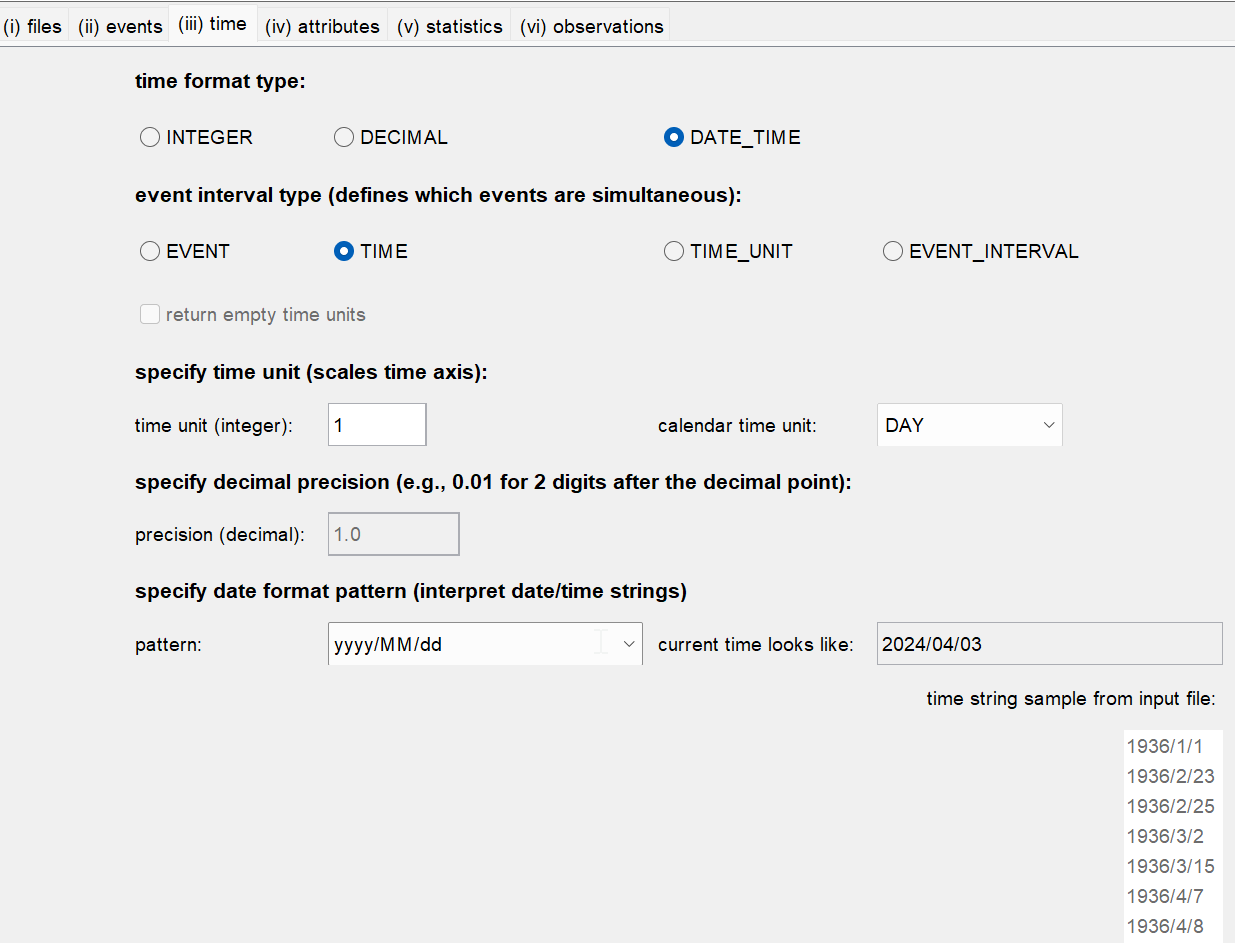 (i) files (ii) events (iii) time (iv) attributes (v) statistics (vi) observations
time format type:
INTEGER DECIMAL DATE_TIME
event interval type (defines which events are simultaneous):
EVENT TIME TIME_UNIT EVENT_INTERVAL
return empty time units
specify time unit (scales time axis):
time unit (integer): 1 calendar time unit: DAY
specify decimal precision (e.g., 0.01 for 2 digits after the decimal point):
precision (decimal): 1.0
specify date format pattern (interpret date/time strings)
pattern: yyyy/MM/dd current time looks like: 2024/04/03
time string sample from input file:
1936/1/1
1936/2/23
1936/2/25
1936/3/2
1936/3/15
1936/4/7
1936/4/8